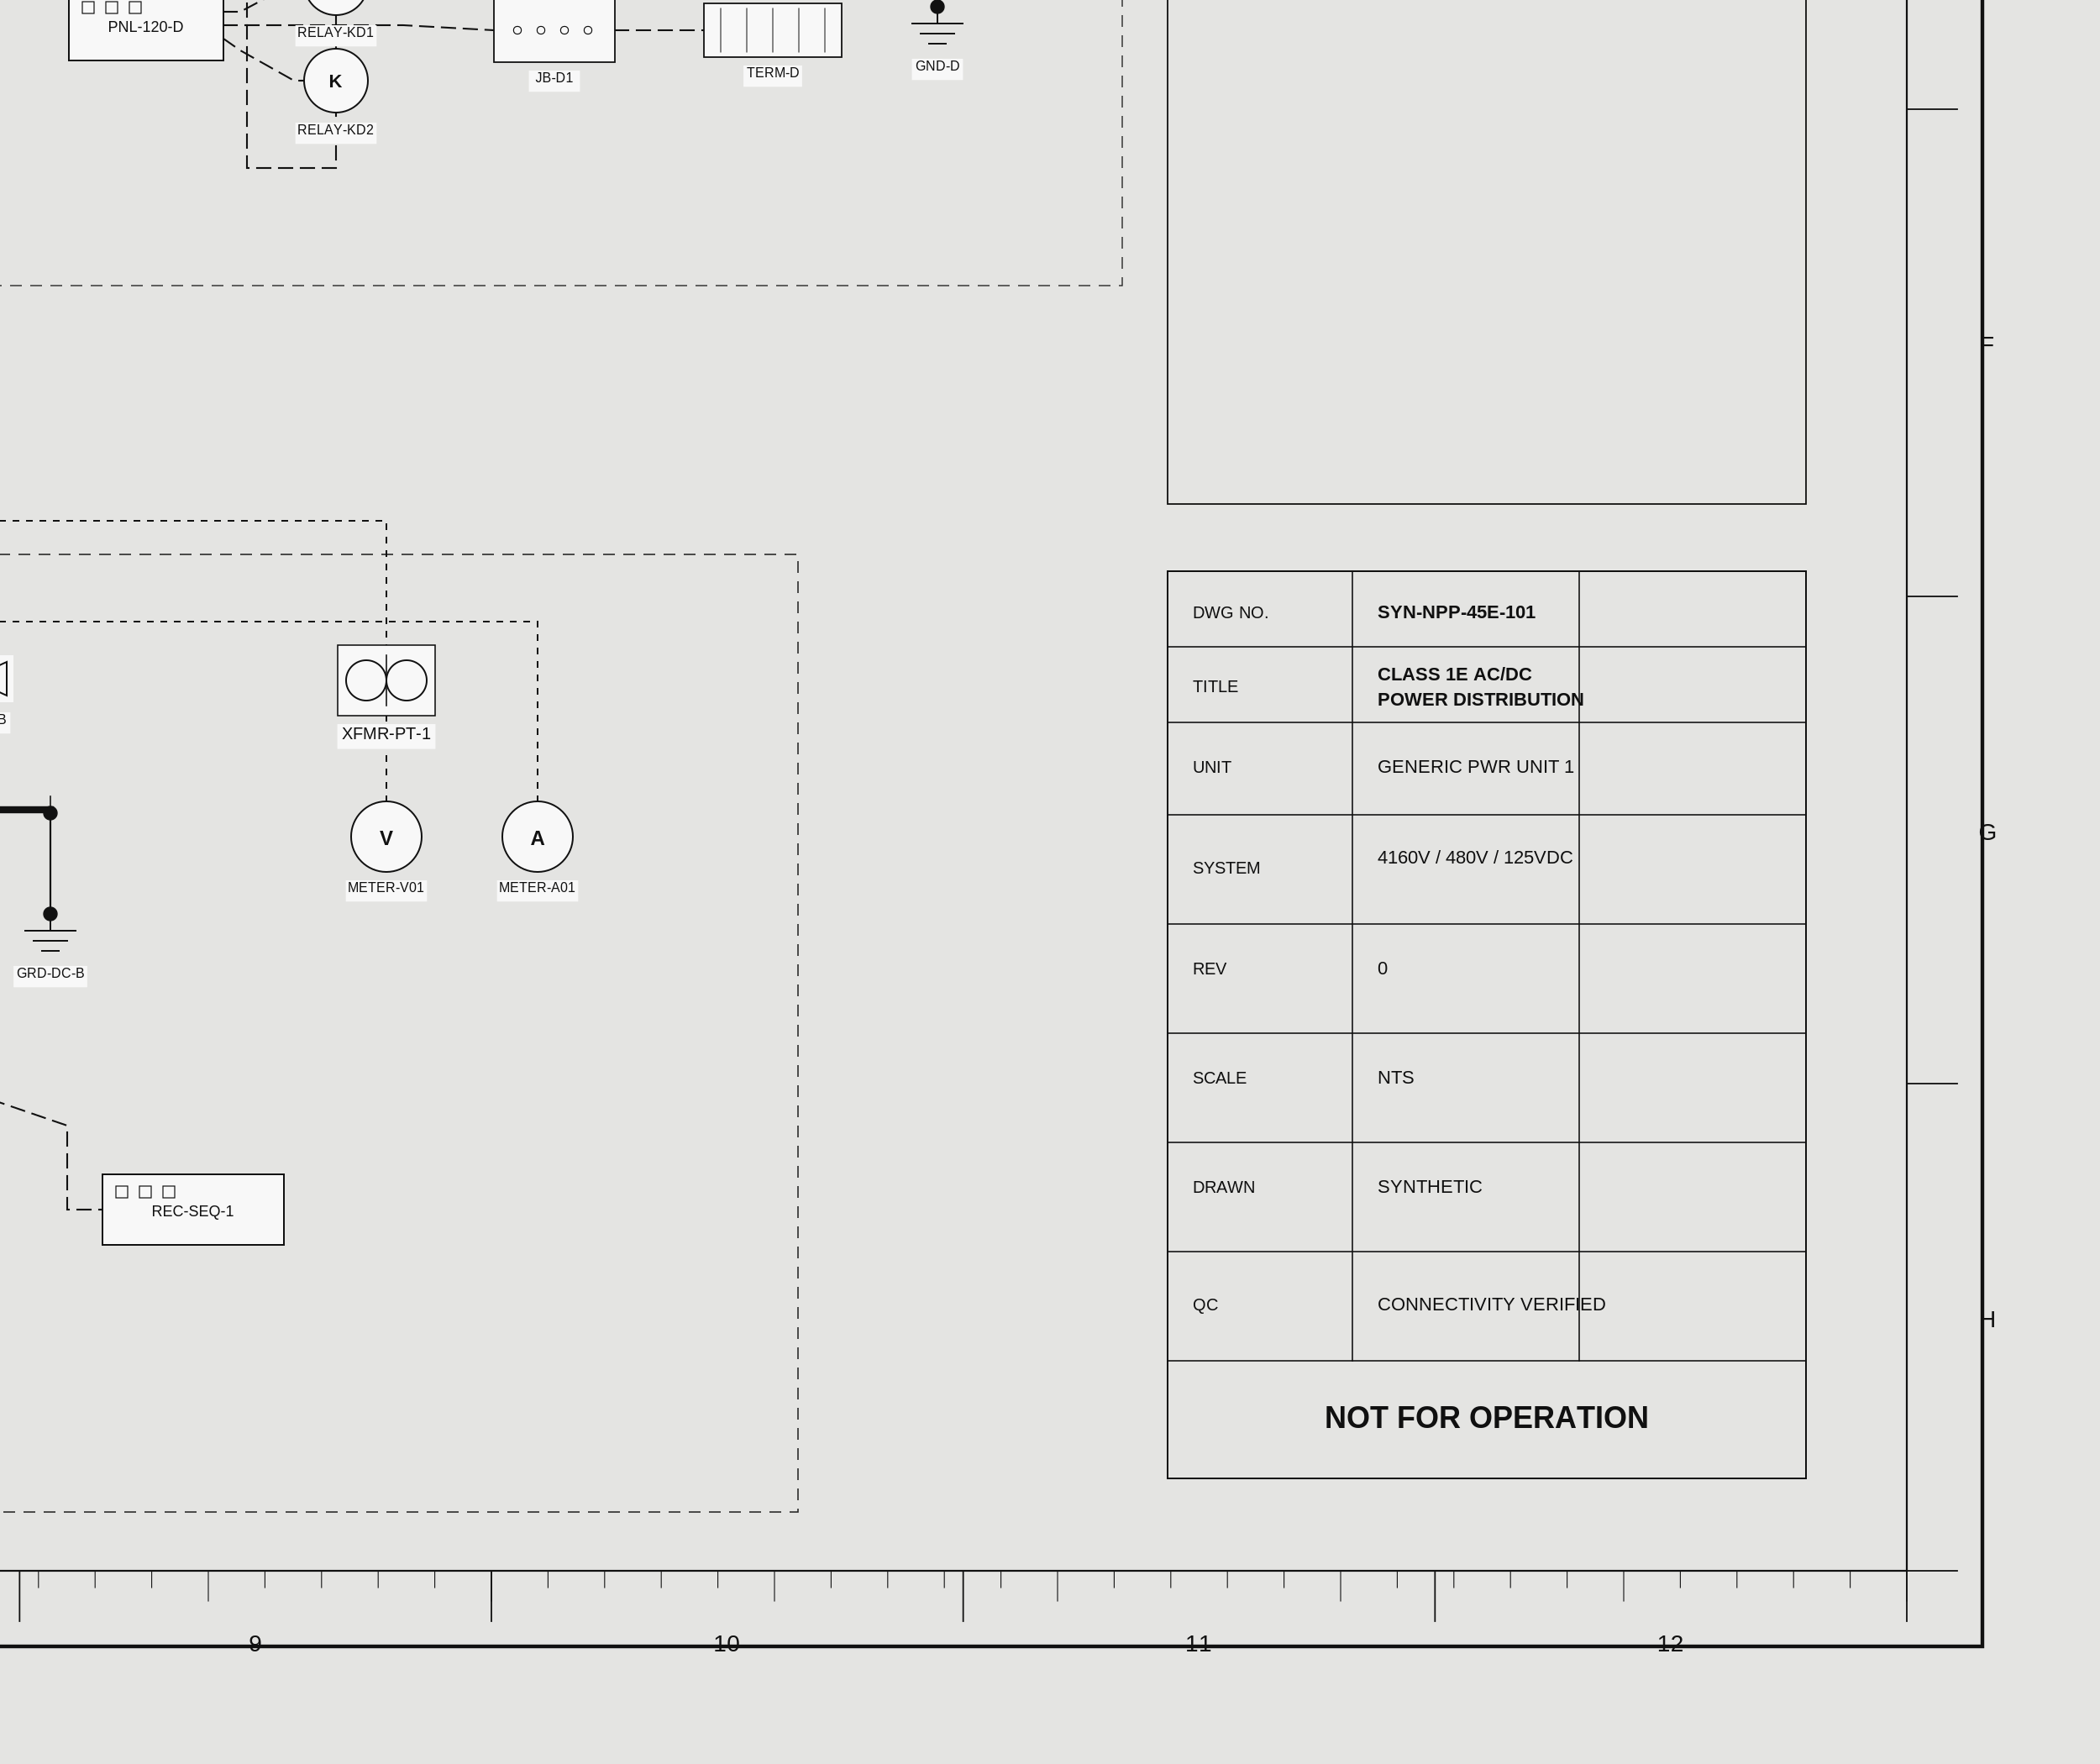 PNL-120-D
RELAY-KD1
K
RELAY-KD2
JB-D1
TERM-D
GND-D
F
B
XFMR-PT-1
V
A
METER-V01
METER-A01
GRD-DC-B
REC-SEQ-1
DWG NO. SYN-NPP-45E-101
TITLE CLASS 1E AC/DC
POWER DISTRIBUTION
UNIT GENERIC PWR UNIT 1
SYSTEM 4160V / 480V / 125VDC
G
REV 0
SCALE NTS
DRAWN SYNTHETIC
QC CONNECTIVITY VERIFIED
H
NOT FOR OPERATION
9 10 11 12